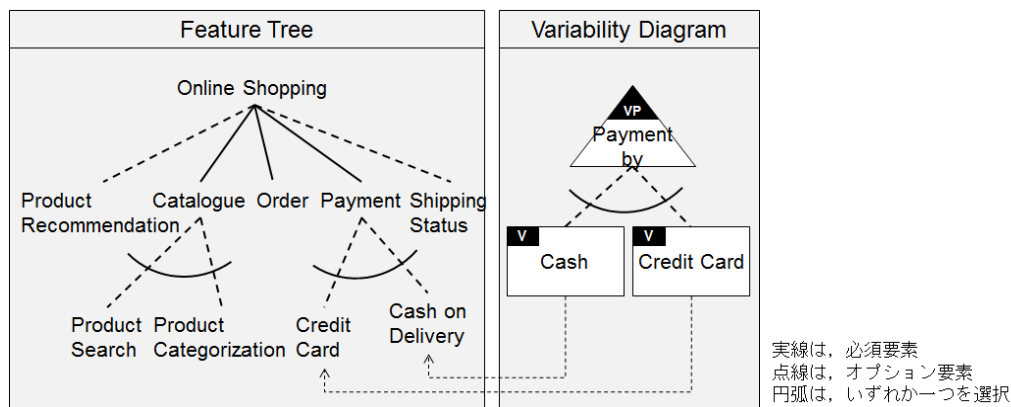 Feature Tree
Variability Diagram
Online Shopping
VP
Payment
by
Product
Recommendation
Catalogue
Order
Payment
Shipping
Status
V
Cash
V
Credit Card
Product
Search
Product
Categorization
Credit
Card
Cash on
Delivery
実線は，必須要素
点線は，オプション要素
円弧は，いずれか一つを選択